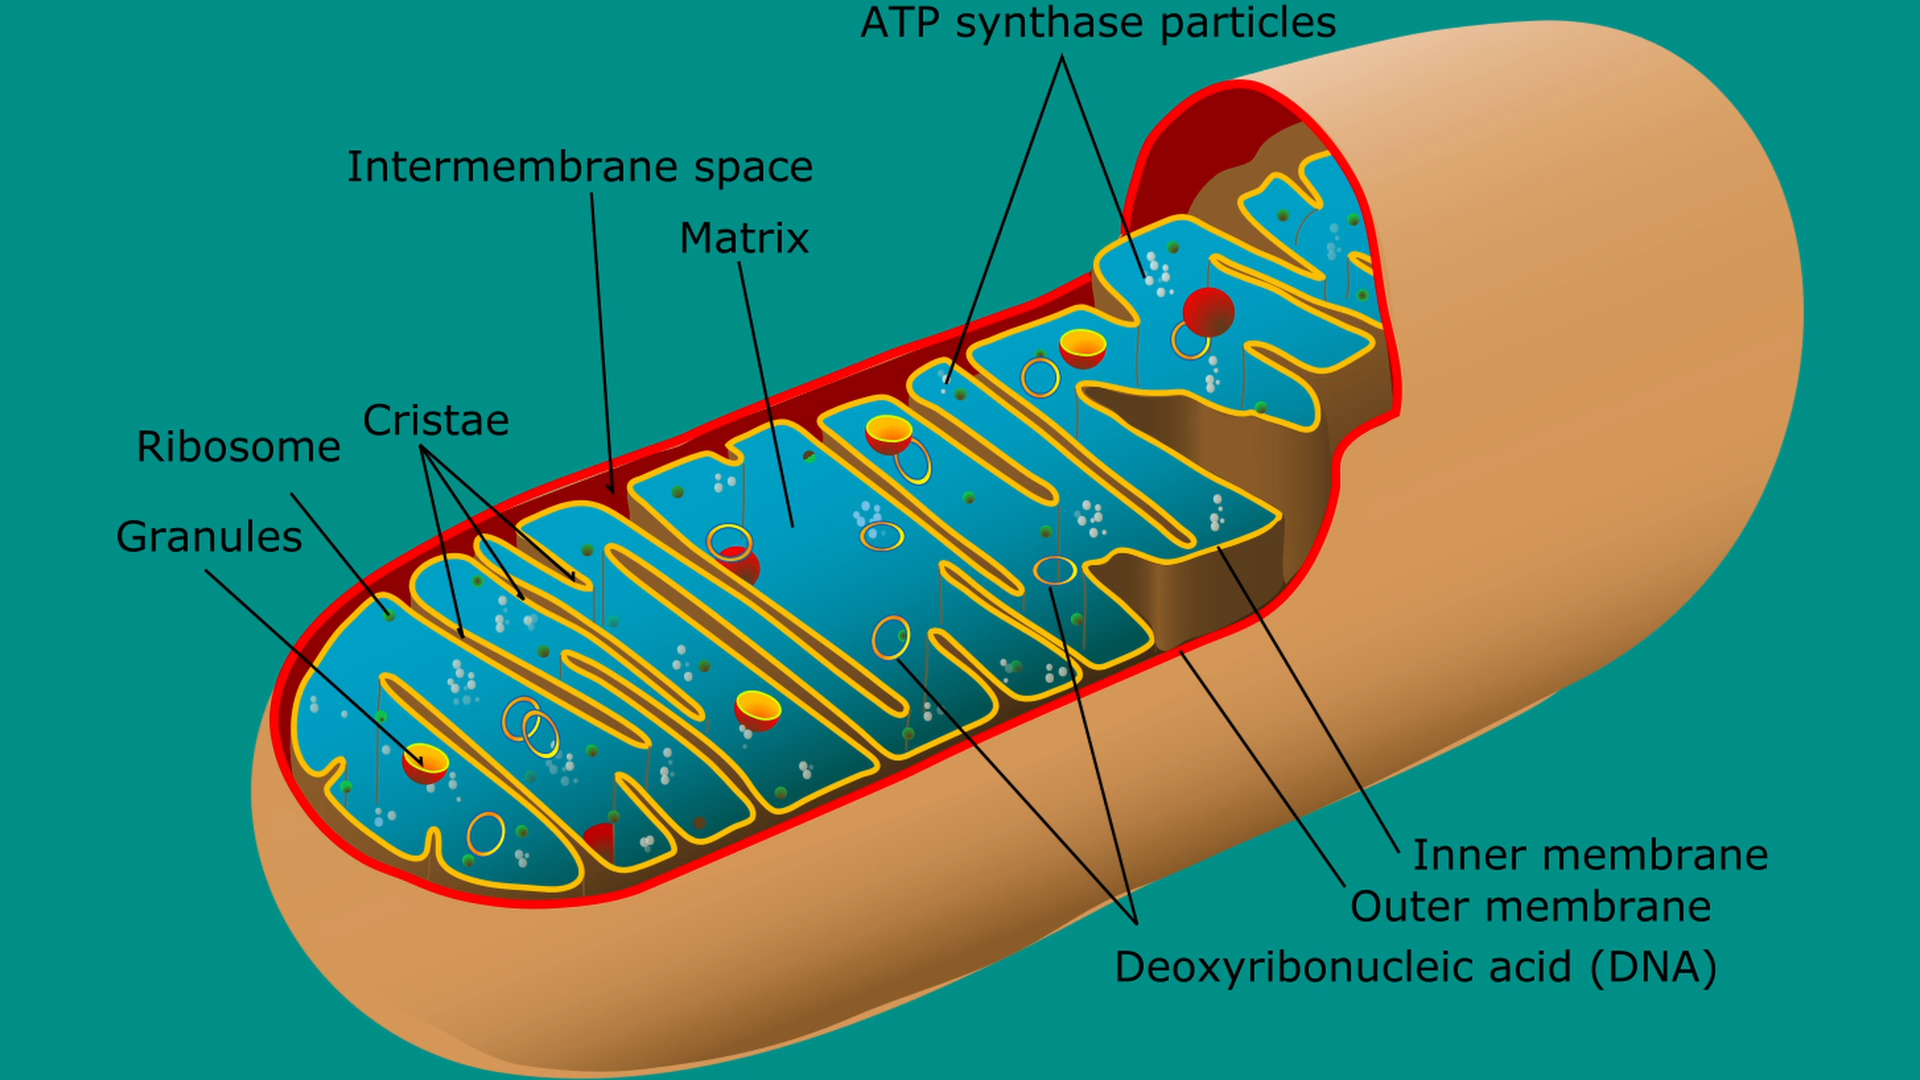 ATP synthase particles
Intermembrane space
Matrix
Cristae
Ribosome
Granules
Inner membrane
Outer membrane
Deoxyribonucleic acid (DNA)